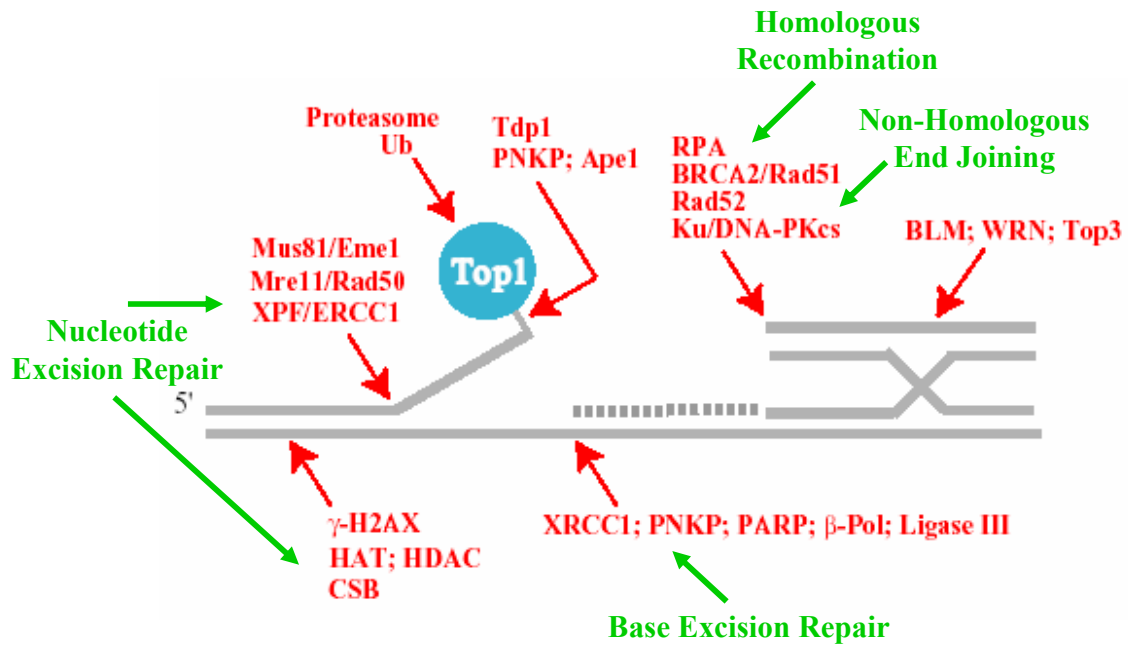 Homologous
Recombination
Non-Homologous
End Joining
Proteasome
Ub
Tdp1
PNKP; Ape1
RPA
BRCA2/Rad51
Rad52
Ku/DNA-PKcs
BLM; WRN; Top3
Mus81/Eme1
Mre11/Rad50
XPF/ERCC1
Top1
Nucleotide
Excision Repair
5'
γ-H2AX
HAT; HDAC
CSB
XRCC1; PNKP; PARP; β-Pol; Ligase III
Base Excision Repair